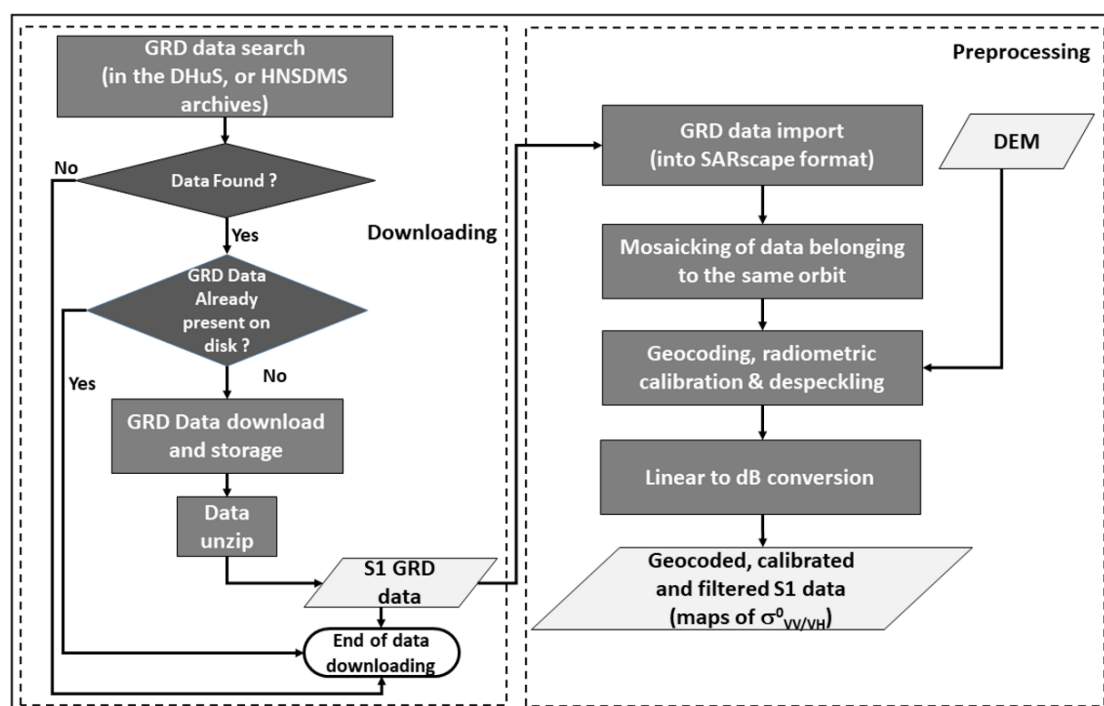 GRD data search
(in the DHuS, or HNSDMS
archives)
No
Data Found ?
Yes
Downloading
GRD Data
Already
present on
disk ?
Yes
No
GRD Data download
and storage
Data
unzip
S1 GRD
data
End of data
downloading
Preprocessing
GRD data import
(into SARscape format)
DEM
Mosaicking of data belonging
to the same orbit
Geocoding, radiometric
calibration & despeckling
Linear to dB conversion
Geocoded, calibrated
and filtered S1 data
(maps of σ⁰VV/VH)